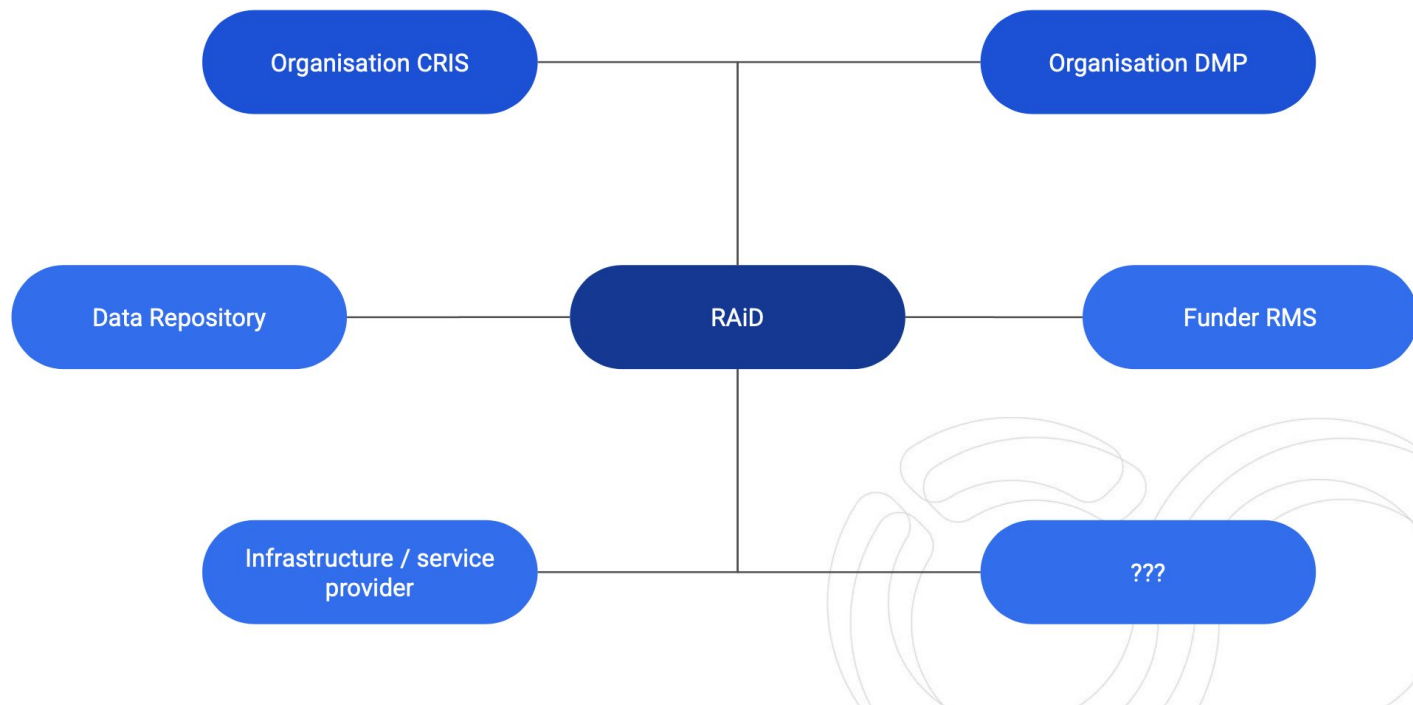 Organisation CRIS
Organisation DMP
Data Repository
RAiD
Funder RMS
Infrastructure / service
provider
???